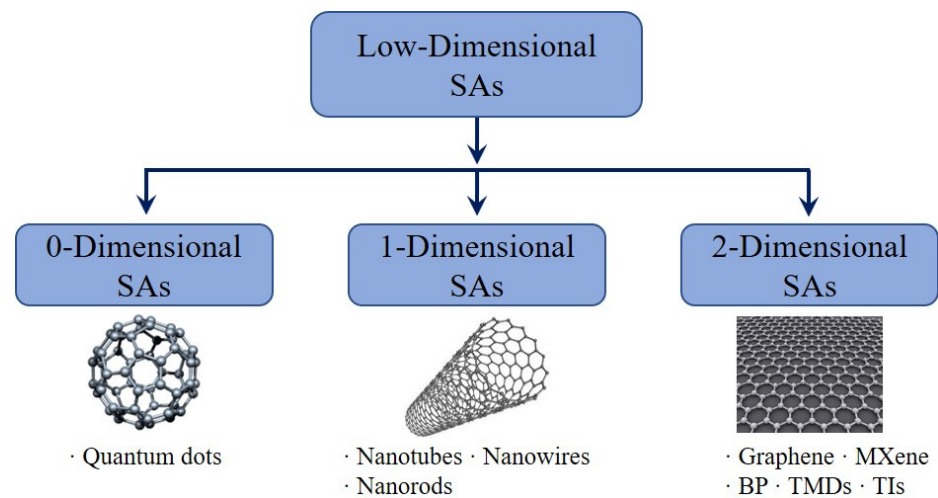 Low-Dimensional
SAs
0-Dimensional
SAs
1-Dimensional
SAs
2-Dimensional
SAs
· Quantum dots
· Nanotubes · Nanowires
· Nanorods
· Graphene · MXene
· BP · TMDs · TIs